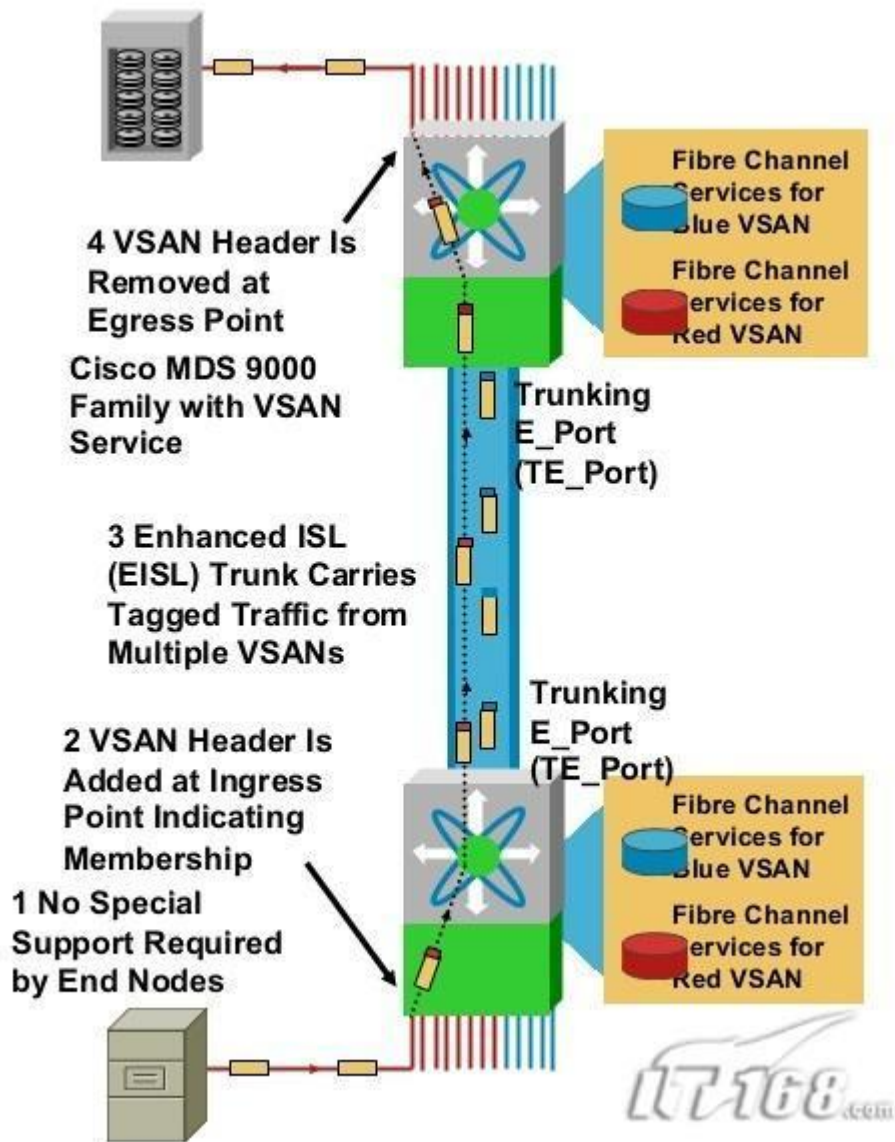 Fibre Channel
Services for
Blue VSAN
Fibre Channel
Services for
Red VSAN
4 VSAN Header Is
Removed at
Egress Point
Cisco MDS 9000
Family with VSAN
Service
Trunking
E_Port
(TE_Port)
3 Enhanced ISL
(EISL) Trunk Carries
Tagged Traffic from
Multiple VSANs
Trunking
E_Port
(TE_Port)
2 VSAN Header Is
Added at Ingress
Point Indicating
Membership
1 No Special
Support Required
by End Nodes
Fibre Channel
Services for
Blue VSAN
Fibre Channel
Services for
Red VSAN
IT168.com